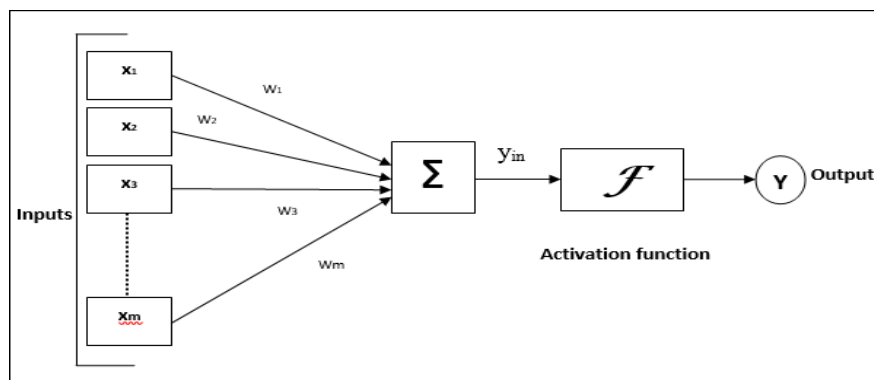 x₁
w₁
x₂
w₂
x₃
w₃
xm
wm
Inputs
Σ
yin
ℱ
Activation function
Y
Output